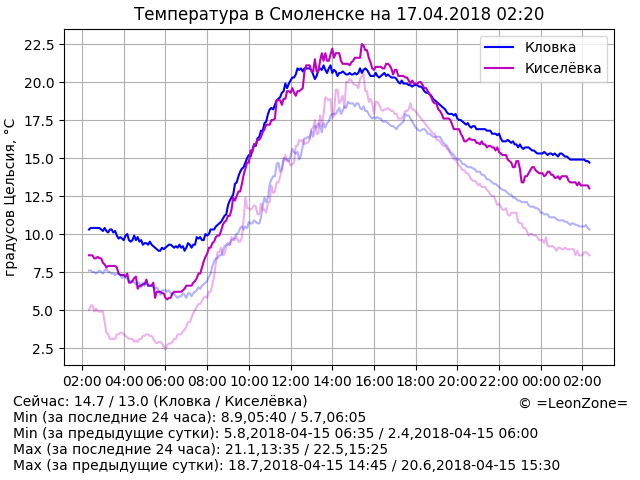 Температура в Смоленске на 17.04.2018 02:20
22.5
20.0
17.5
15.0
12.5
10.0
7.5
5.0
2.5
градусов Цельсия, °C
Кловка
Киселёвка
02:00 04:00 06:00 08:00 10:00 12:00 14:00 16:00 18:00 20:00 22:00 00:00 02:00
Сейчас: 14.7 / 13.0 (Кловка / Киселёвка)
© =LeonZone=
Min (за последние 24 часа): 8.9,05:40 / 5.7,06:05
Min (за предыдущие сутки): 5.8,2018-04-15 06:35 / 2.4,2018-04-15 06:00
Max (за последние 24 часа): 21.1,13:35 / 22.5,15:25
Max (за предыдущие сутки): 18.7,2018-04-15 14:45 / 20.6,2018-04-15 15:30